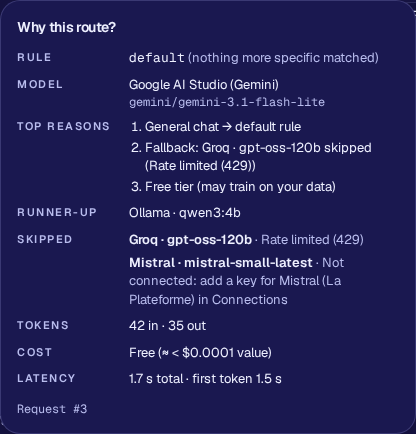 Why this route?
RULE default (nothing more specific matched)
MODEL Google AI Studio (Gemini)
gemini/gemini-3.1-flash-lite
TOP REASONS 1. General chat → default rule
2. Fallback: Groq · gpt-oss-120b skipped
(Rate limited (429))
3. Free tier (may train on your data)
RUNNER-UP Ollama · qwen3:4b
SKIPPED Groq · gpt-oss-120b · Rate limited (429)
Mistral · mistral-small-latest · Not
connected: add a key for Mistral (La
Plateforme) in Connections
TOKENS 42 in · 35 out
COST Free (≈ < $0.0001 value)
LATENCY 1.7 s total · first token 1.5 s
Request #3